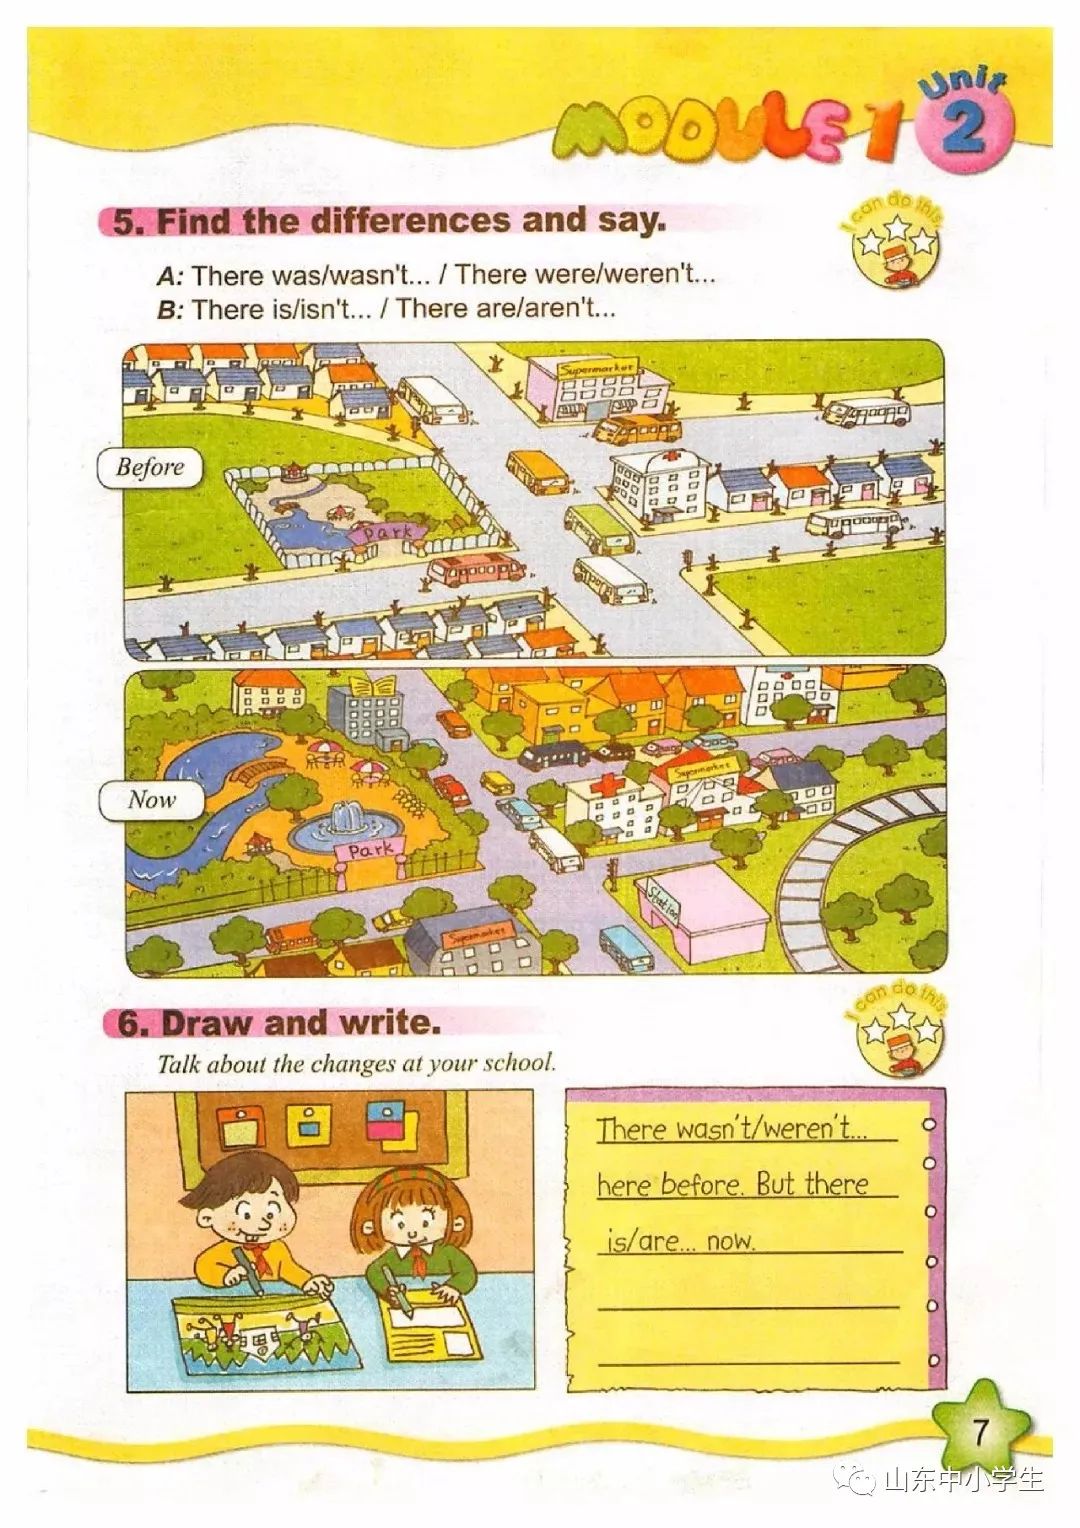 MODULE 1
Unit 2
5. Find the differences and say.
I can do this.
A: There was/wasn't... / There were/weren't...
B: There is/isn't... / There are/aren't...
Supermarket
Before
Park
Now
Supermarket
Park
Station
Supermarket
6. Draw and write.
I can do this.
Talk about the changes at your school.
There wasn't/weren't...
here before. But there
is/are... now.
7
山东中小学生